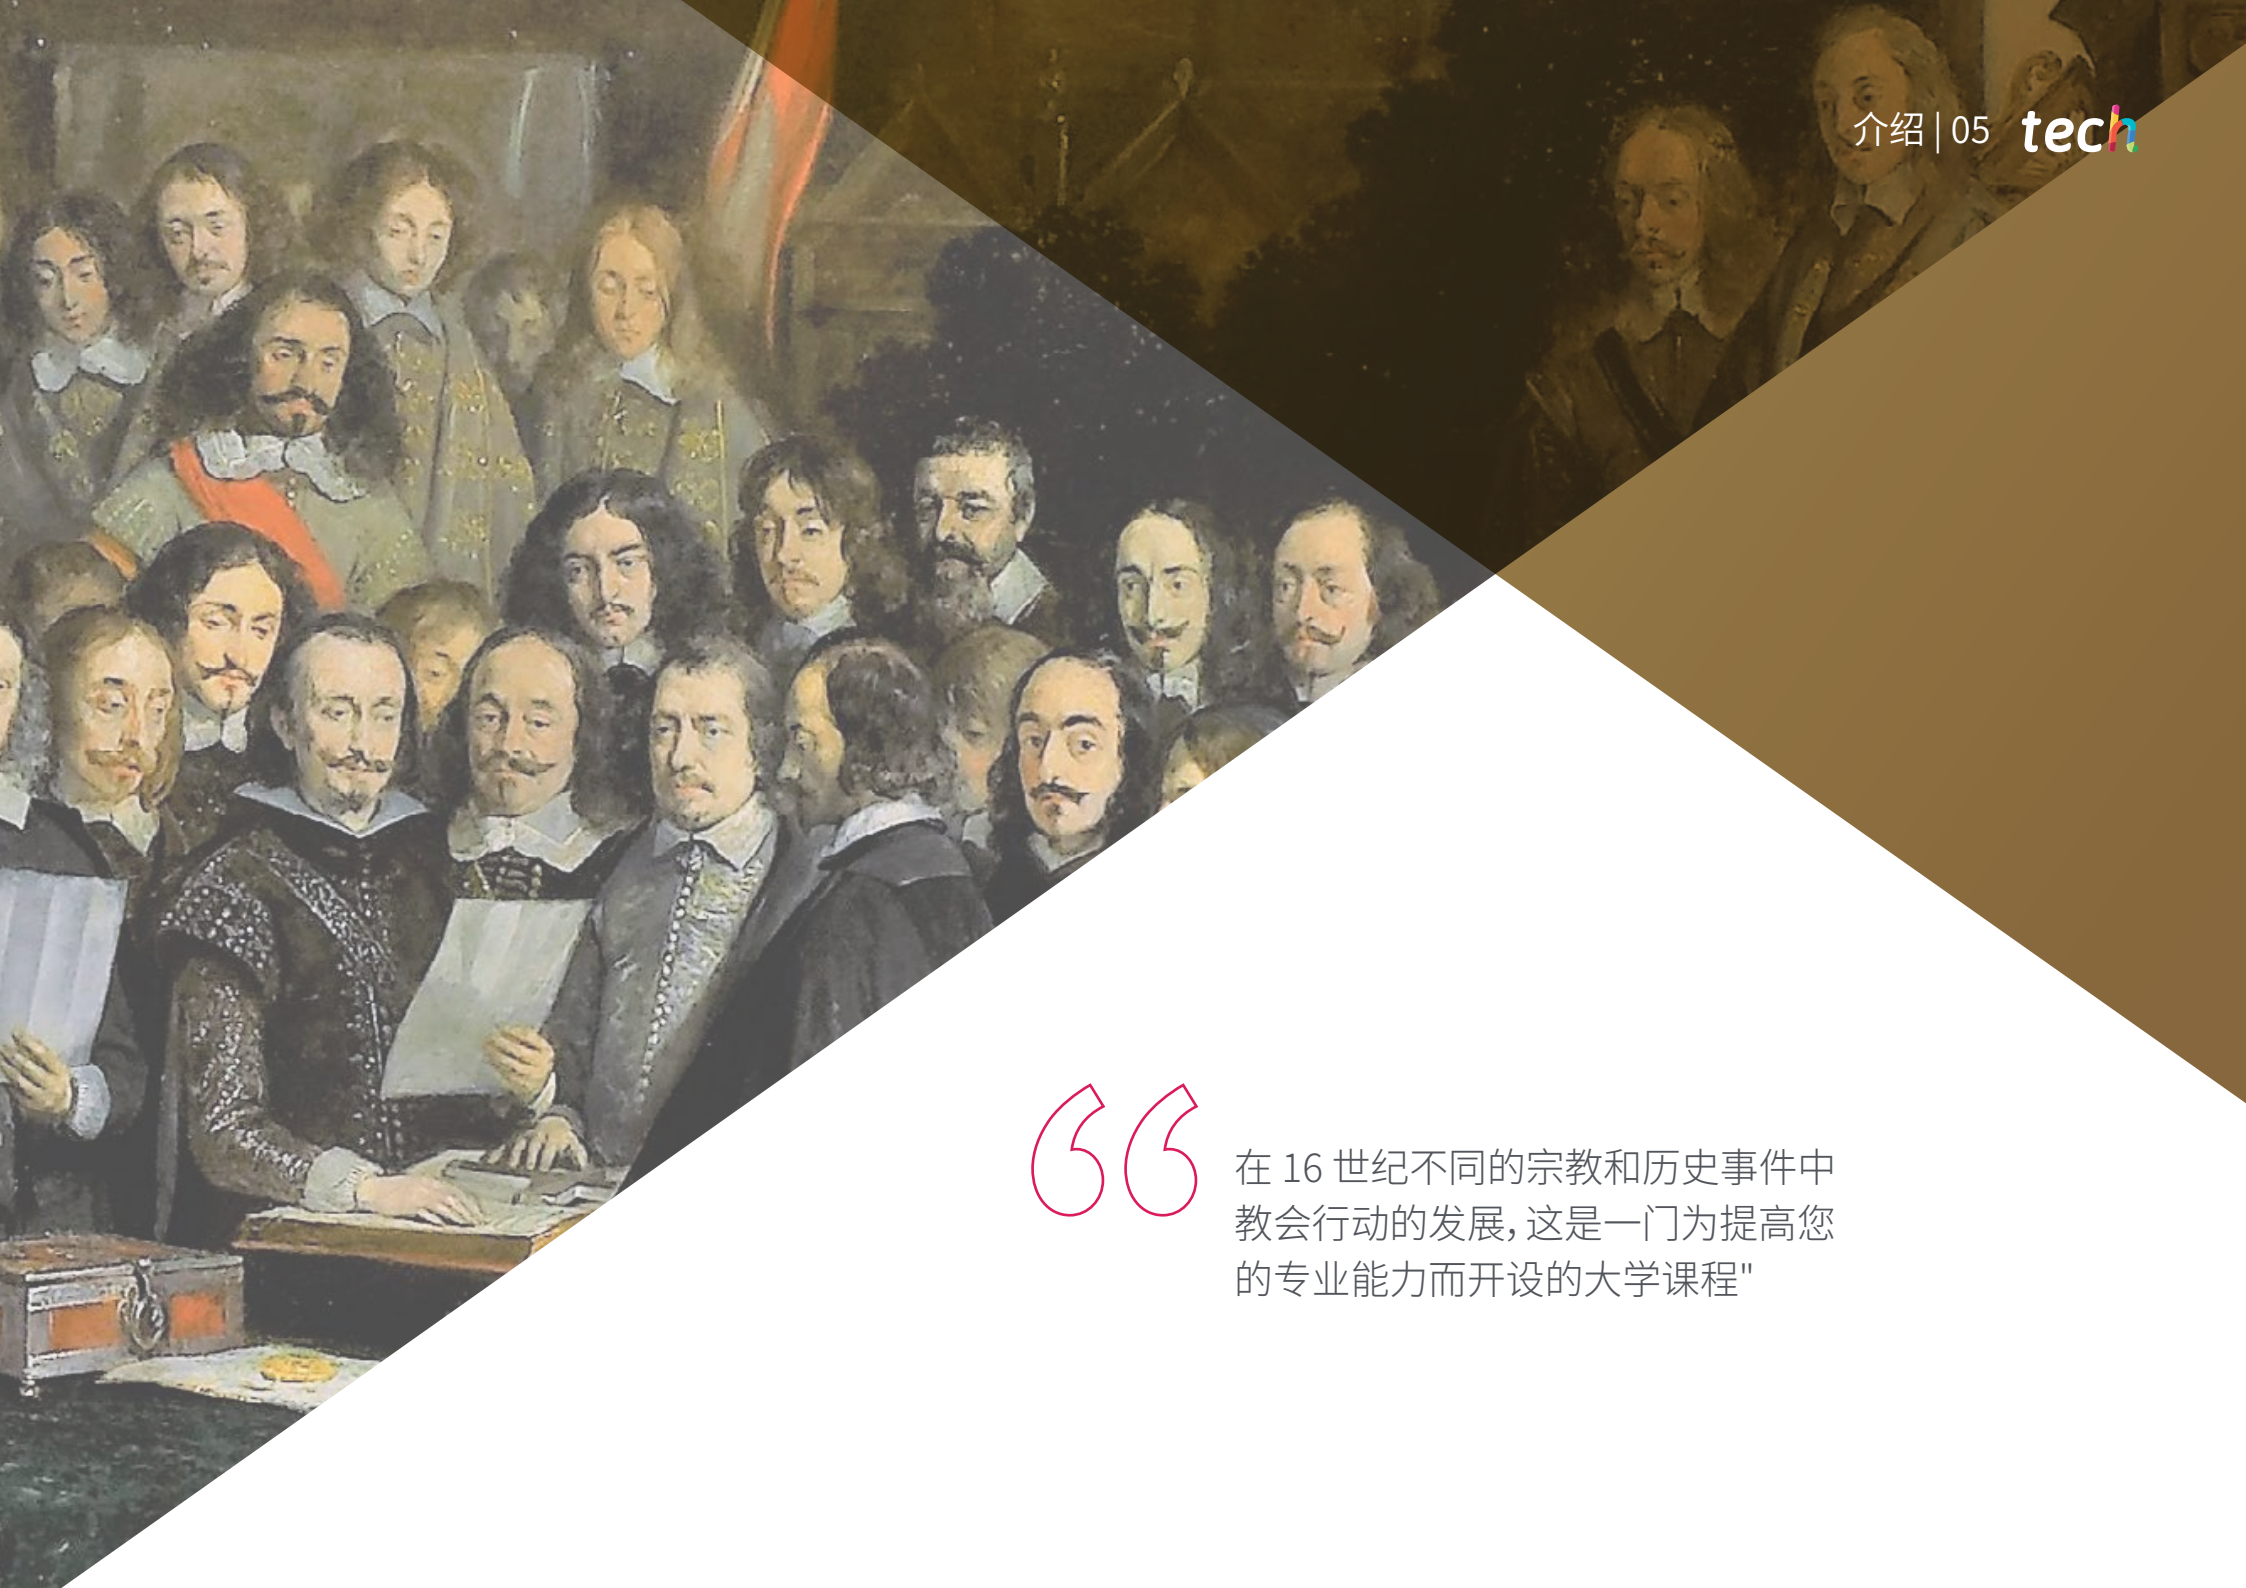 介绍 | 05 tech
在 16 世纪不同的宗教和历史事件中
教会行动的发展，这是一门为提高您
的专业能力而开设的大学课程"